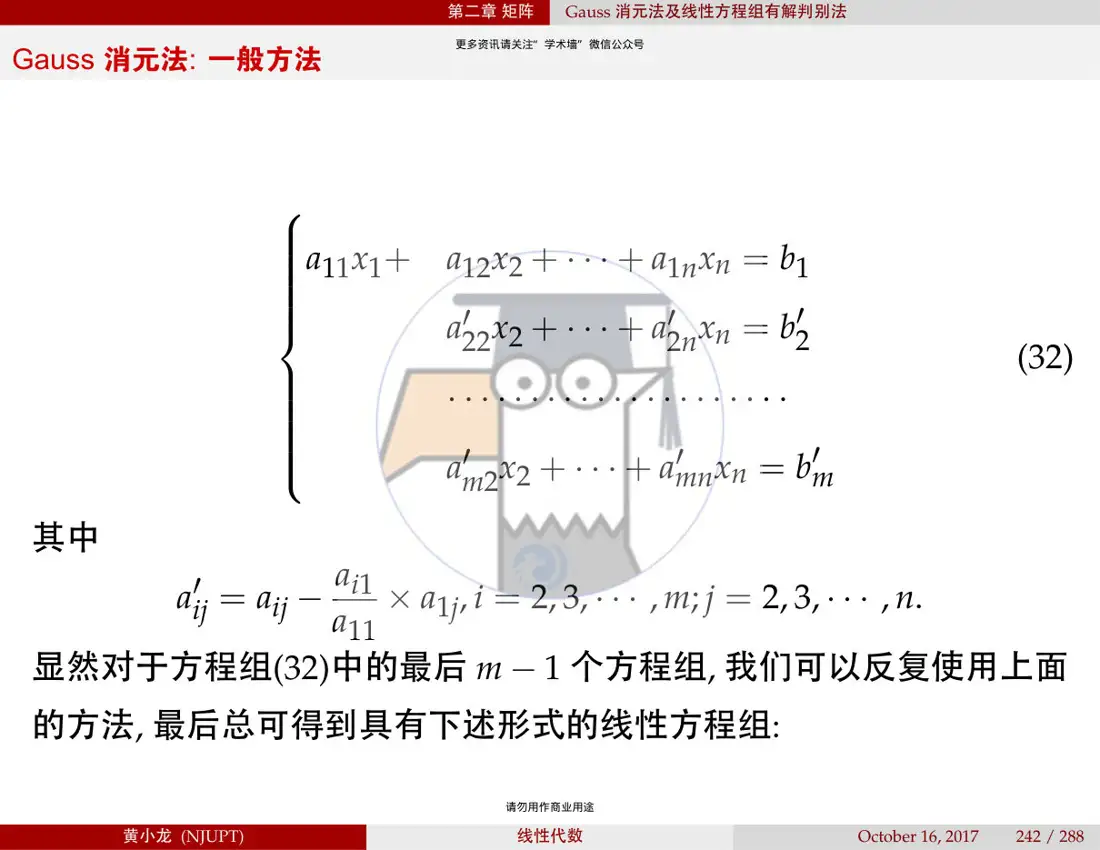 第二章 矩阵 Gauss 消元法及线性方程组有解判别法
更多资讯请关注“学术墙”微信公众号
Gauss 消元法: 一般方法
a₁₁x₁+ a₁₂x₂ + ··· + a₁ₙxₙ = b₁
a′₂₂x₂ + ··· + a′₂ₙxₙ = b′₂
(32)
·····················
a′ₘ₂x₂ + ··· + a′ₘₙxₙ = b′ₘ
其中
a′ᵢⱼ = aᵢⱼ − aᵢ₁/a₁₁ × a₁ⱼ, i = 2, 3, ··· , m; j = 2, 3, ··· , n.
显然对于方程组(32)中的最后 m − 1 个方程组, 我们可以反复使用上面
的方法, 最后总可得到具有下述形式的线性方程组:
请勿用作商业用途
黄小龙 (NJUPT) 线性代数 October 16, 2017 242 / 288